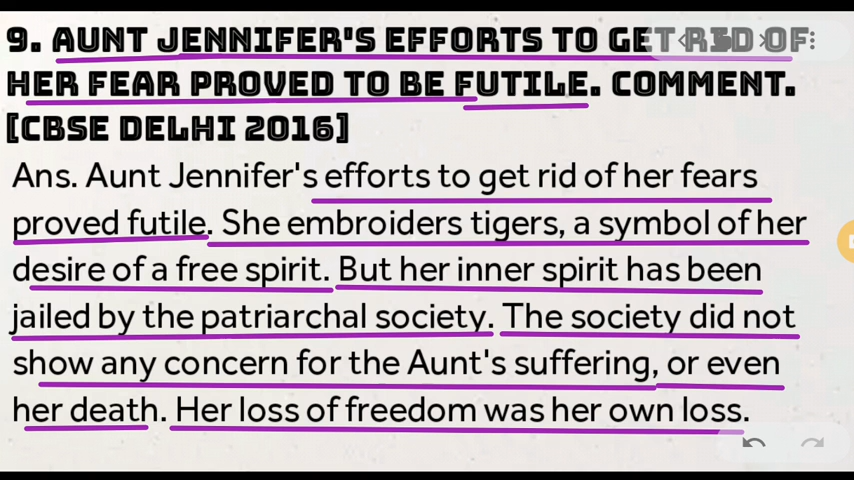 9. AUNT JENNIFER'S EFFORTS TO GET RID OF
HER FEAR PROVED TO BE FUTILE. COMMENT.
[CBSE DELHI 2016]
Ans. Aunt Jennifer's efforts to get rid of her fears
proved futile. She embroiders tigers, a symbol of her
desire of a free spirit. But her inner spirit has been
jailed by the patriarchal society. The society did not
show any concern for the Aunt's suffering, or even
her death. Her loss of freedom was her own loss.